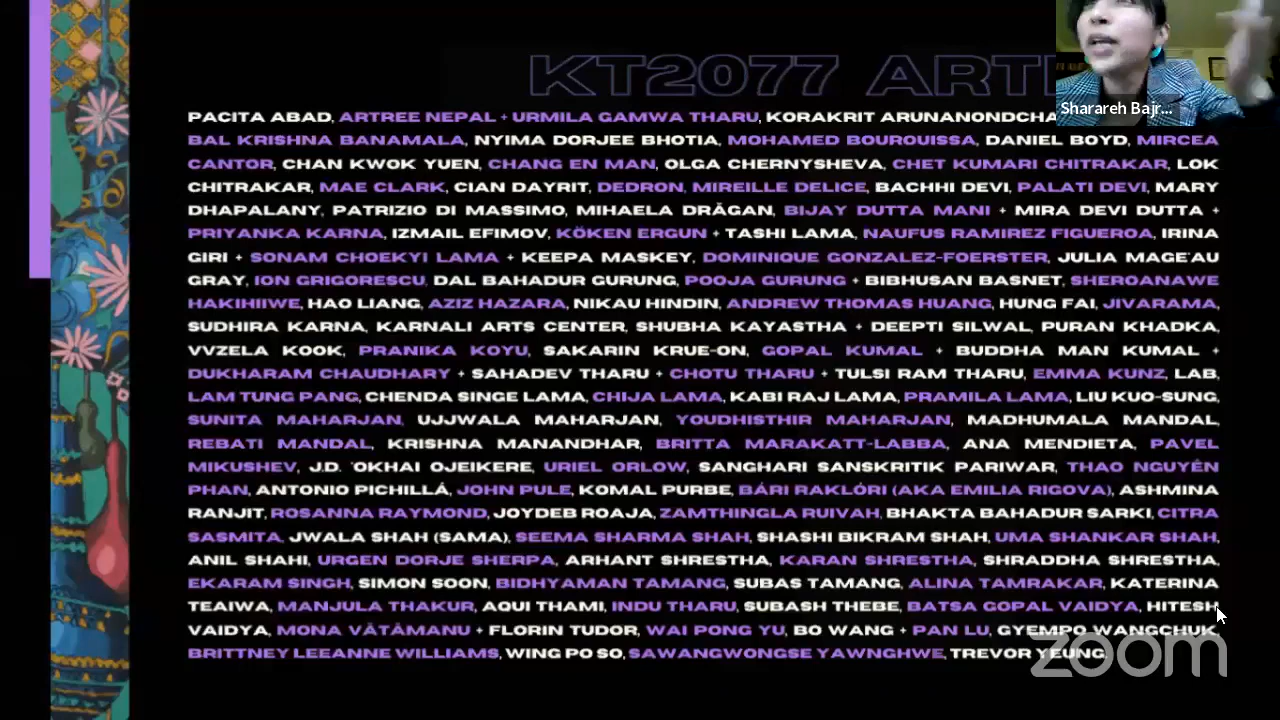 KT2077 ARTI
Sharareh Bajr...
PACITA ABAD, ARTREE NEPAL + URMILA GAMWA THARU, KORAKRIT ARUNANONDCHA
BAL KRISHNA BANAMALA, NYIMA DORJEE BHOTIA, MOHAMED BOUROUISSA, DANIEL BOYD, MIRCEA
CANTOR, CHAN KWOK YUEN, CHANG EN MAN, OLGA CHERNYSHEVA, CHET KUMARI CHITRAKAR, LOK
CHITRAKAR, MAE CLARK, CIAN DAYRIT, DEDRON, MIREILLE DELICE, BACHHI DEVI, PALATI DEVI, MARY
DHAPALANY, PATRIZIO DI MASSIMO, MIHAELA DRĂGAN, BIJAY DUTTA MANI + MIRA DEVI DUTTA +
PRIYANKA KARNA, IZMAIL EFIMOV, KÖKEN ERGUN + TASHI LAMA, NAUFUS RAMIREZ FIGUEROA, IRINA
GIRI + SONAM CHOEKYI LAMA + KEEPA MASKEY, DOMINIQUE GONZALEZ-FOERSTER, JULIA MAGE'AU
GRAY, ION GRIGORESCU, DAL BAHADUR GURUNG, POOJA GURUNG + BIBHUSAN BASNET, SHEROANAWE
HAKIHIIWE, HAO LIANG, AZIZ HAZARA, NIKAU HINDIN, ANDREW THOMAS HUANG, HUNG FAI, JIVARAMA,
SUDHIRA KARNA, KARNALI ARTS CENTER, SHUBHA KAYASTHA + DEEPTI SILWAL, PURAN KHADKA,
VVZELA KOOK, PRANIKA KOYU, SAKARIN KRUE-ON, GOPAL KUMAL + BUDDHA MAN KUMAL +
DUKHARAM CHAUDHARY + SAHADEV THARU + CHOTU THARU + TULSI RAM THARU, EMMA KUNZ, LAB,
LAM TUNG PANG, CHENDA SINGE LAMA, CHIJA LAMA, KABI RAJ LAMA, PRAMILA LAMA, LIU KUO-SUNG,
SUNITA MAHARJAN, UJJWALA MAHARJAN, YOUDHISTHIR MAHARJAN, MADHUMALA MANDAL,
REBATI MANDAL, KRISHNA MANANDHAR, BRITTA MARAKATT-LABBA, ANA MENDIETA, PAVEL
MIKUSHEV, J.D. 'OKHAI OJEIKERE, URIEL ORLOW, SANGHARI SANSKRITIK PARIWAR, THAO NGUYÊN
PHAN, ANTONIO PICHILLÁ, JOHN PULE, KOMAL PURBE, BÁRI RAKLÓRI (AKA EMILIA RIGOVA), ASHMINA
RANJIT, ROSANNA RAYMOND, JOYDEB ROAJA, ZAMTHINGLA RUIVAH, BHAKTA BAHADUR SARKI, CITRA
SASMITA, JWALA SHAH (SAMA), SEEMA SHARMA SHAH, SHASHI BIKRAM SHAH, UMA SHANKAR SHAH,
ANIL SHAHI, URGEN DORJE SHERPA, ARHANT SHRESTHA, KARAN SHRESTHA, SHRADDHA SHRESTHA,
EKARAM SINGH, SIMON SOON, BIDHYAMAN TAMANG, SUBAS TAMANG, ALINA TAMRAKAR, KATERINA
TEAIWA, MANJULA THAKUR, AQUI THAMI, INDU THARU, SUBASH THEBE, BATSA GOPAL VAIDYA, HITESH
VAIDYA, MONA VĂTĂMANU + FLORIN TUDOR, WAI PONG YU, BO WANG + PAN LU, GYEMPO WANGCHUK,
BRITTNEY LEEANNE WILLIAMS, WING PO SO, SAWANGWONGSE YAWNGHWE, TREVOR YEUNG,
zoom